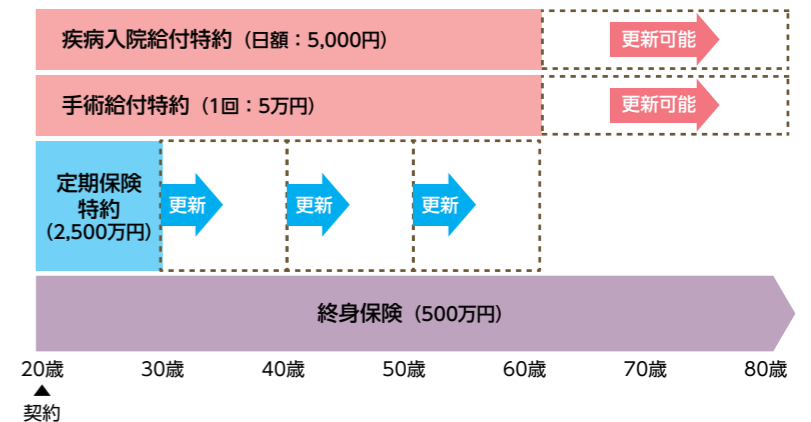 疾病入院給付特約（日額：5,000円）
更新可能
手術給付特約（1回：5万円）
更新可能
定期保険
特約
（2,500万円）
更新
更新
更新
終身保険（500万円）
20歳 30歳 40歳 50歳 60歳 70歳 80歳
▲
契約